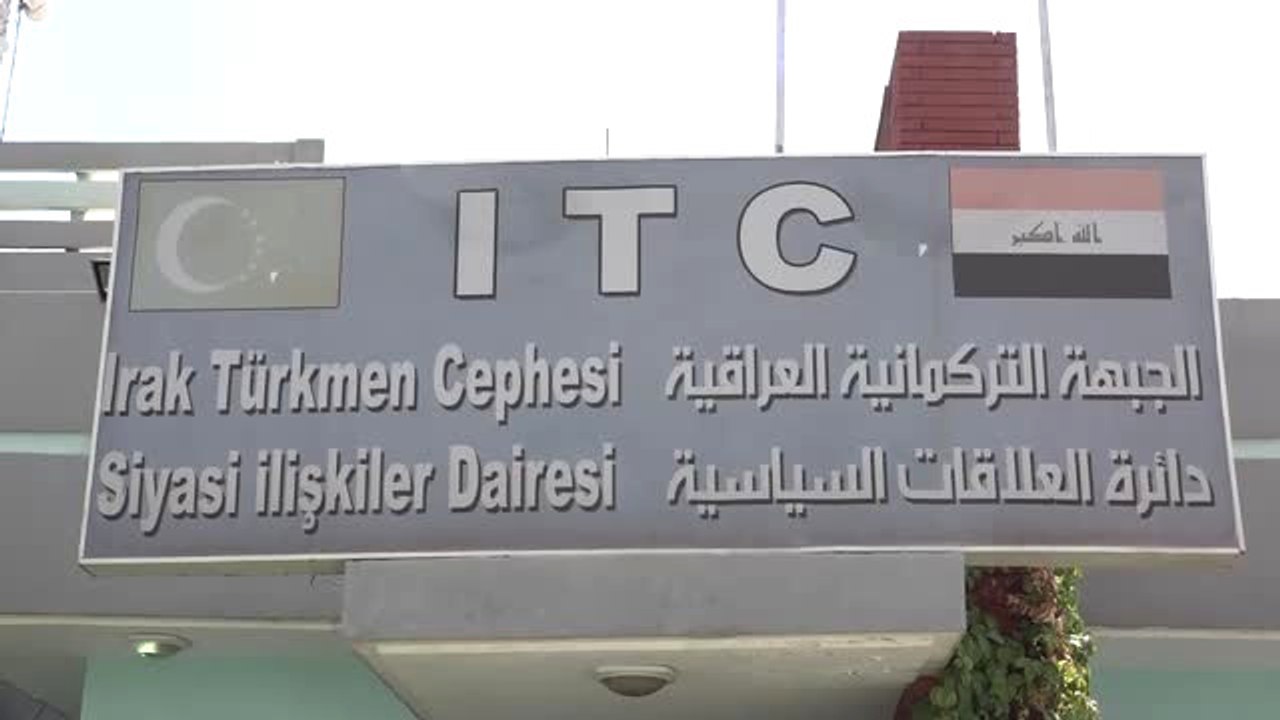 ITC
الله اكبر
Irak Türkmen Cephesi
الجبهة التركمانية العراقية
Siyasi ilişkiler Dairesi
دائرة العلاقات السياسية